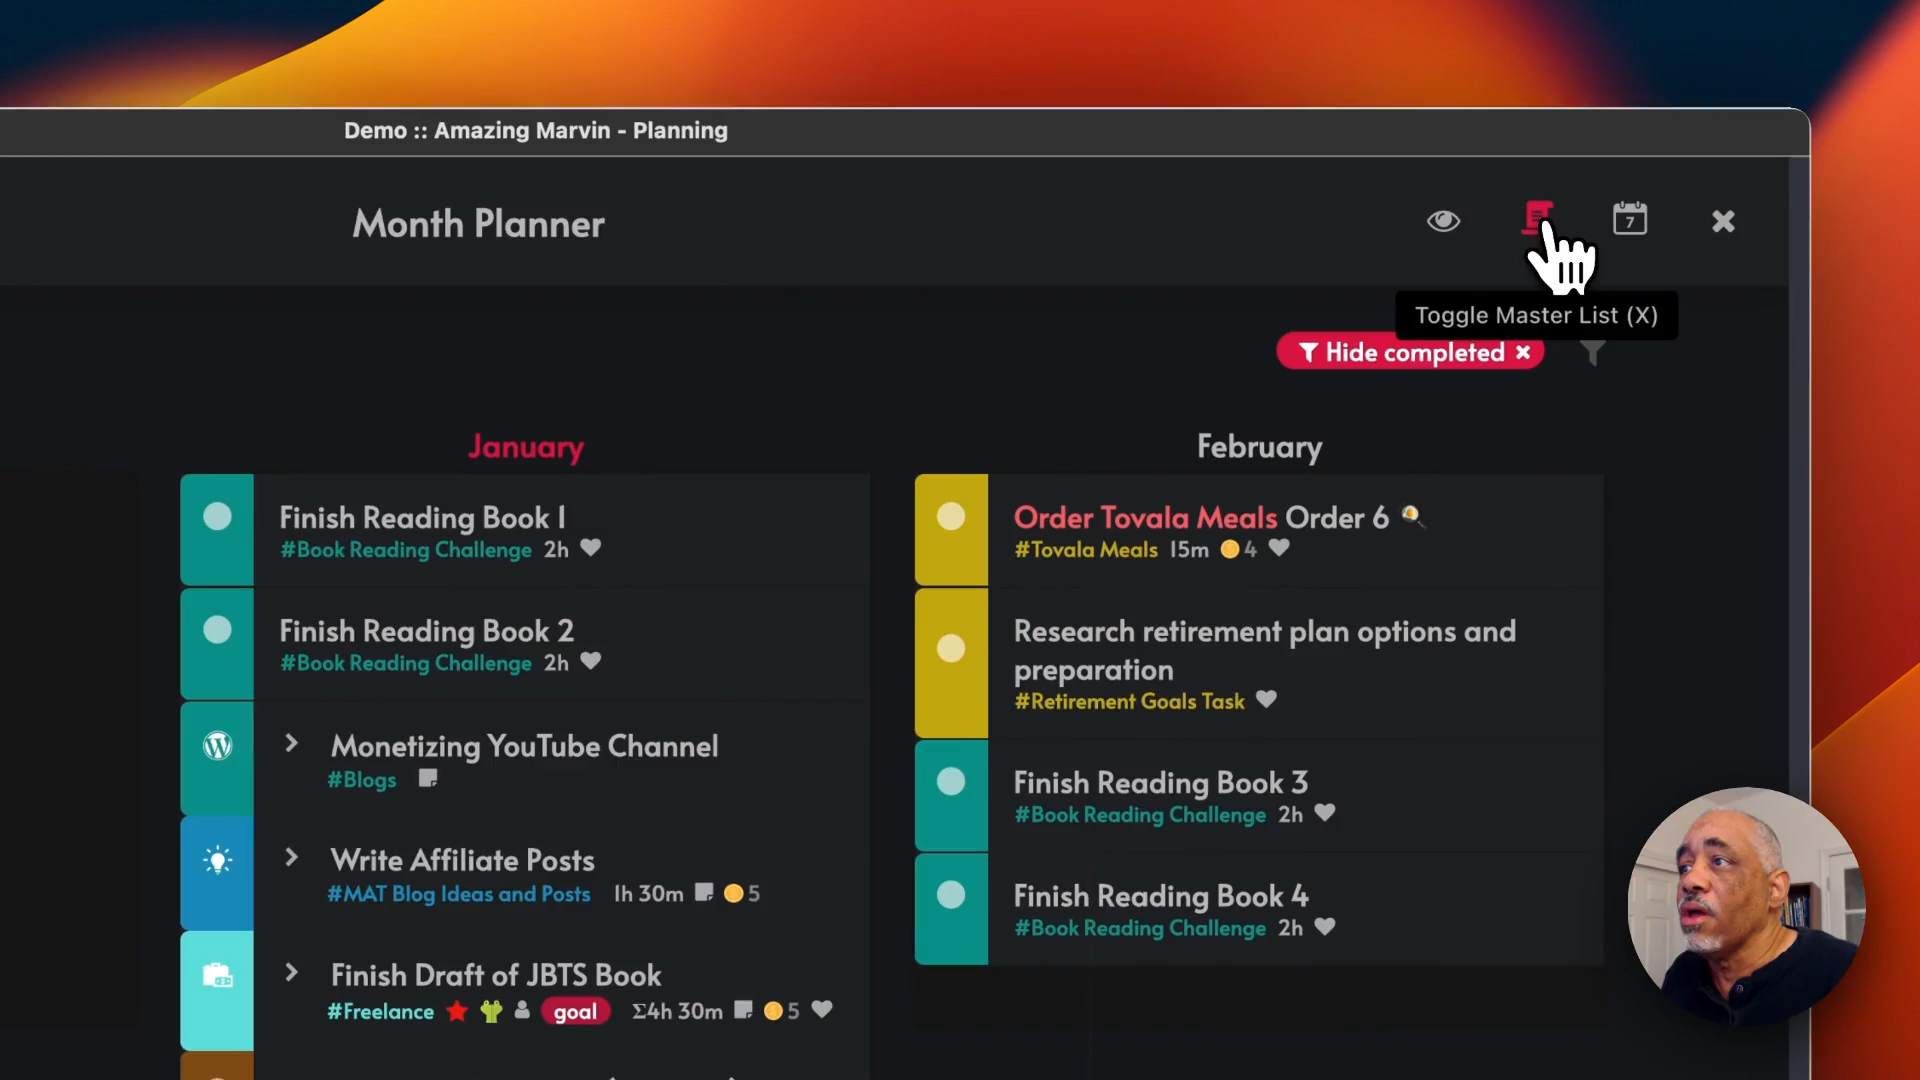 Demo :: Amazing Marvin - Planning
Month Planner
7
Toggle Master List (X)
Hide completed ×
January
Finish Reading Book 1
#Book Reading Challenge 2h
Finish Reading Book 2
#Book Reading Challenge 2h
Monetizing YouTube Channel
#Blogs
Write Affiliate Posts
#MAT Blog Ideas and Posts 1h 30m 5
Finish Draft of JBTS Book
#Freelance goal Σ4h 30m 5
February
Order Tovala Meals Order 6
#Tovala Meals 15m 4
Research retirement plan options and
preparation
#Retirement Goals Task
Finish Reading Book 3
#Book Reading Challenge 2h
Finish Reading Book 4
#Book Reading Challenge 2h